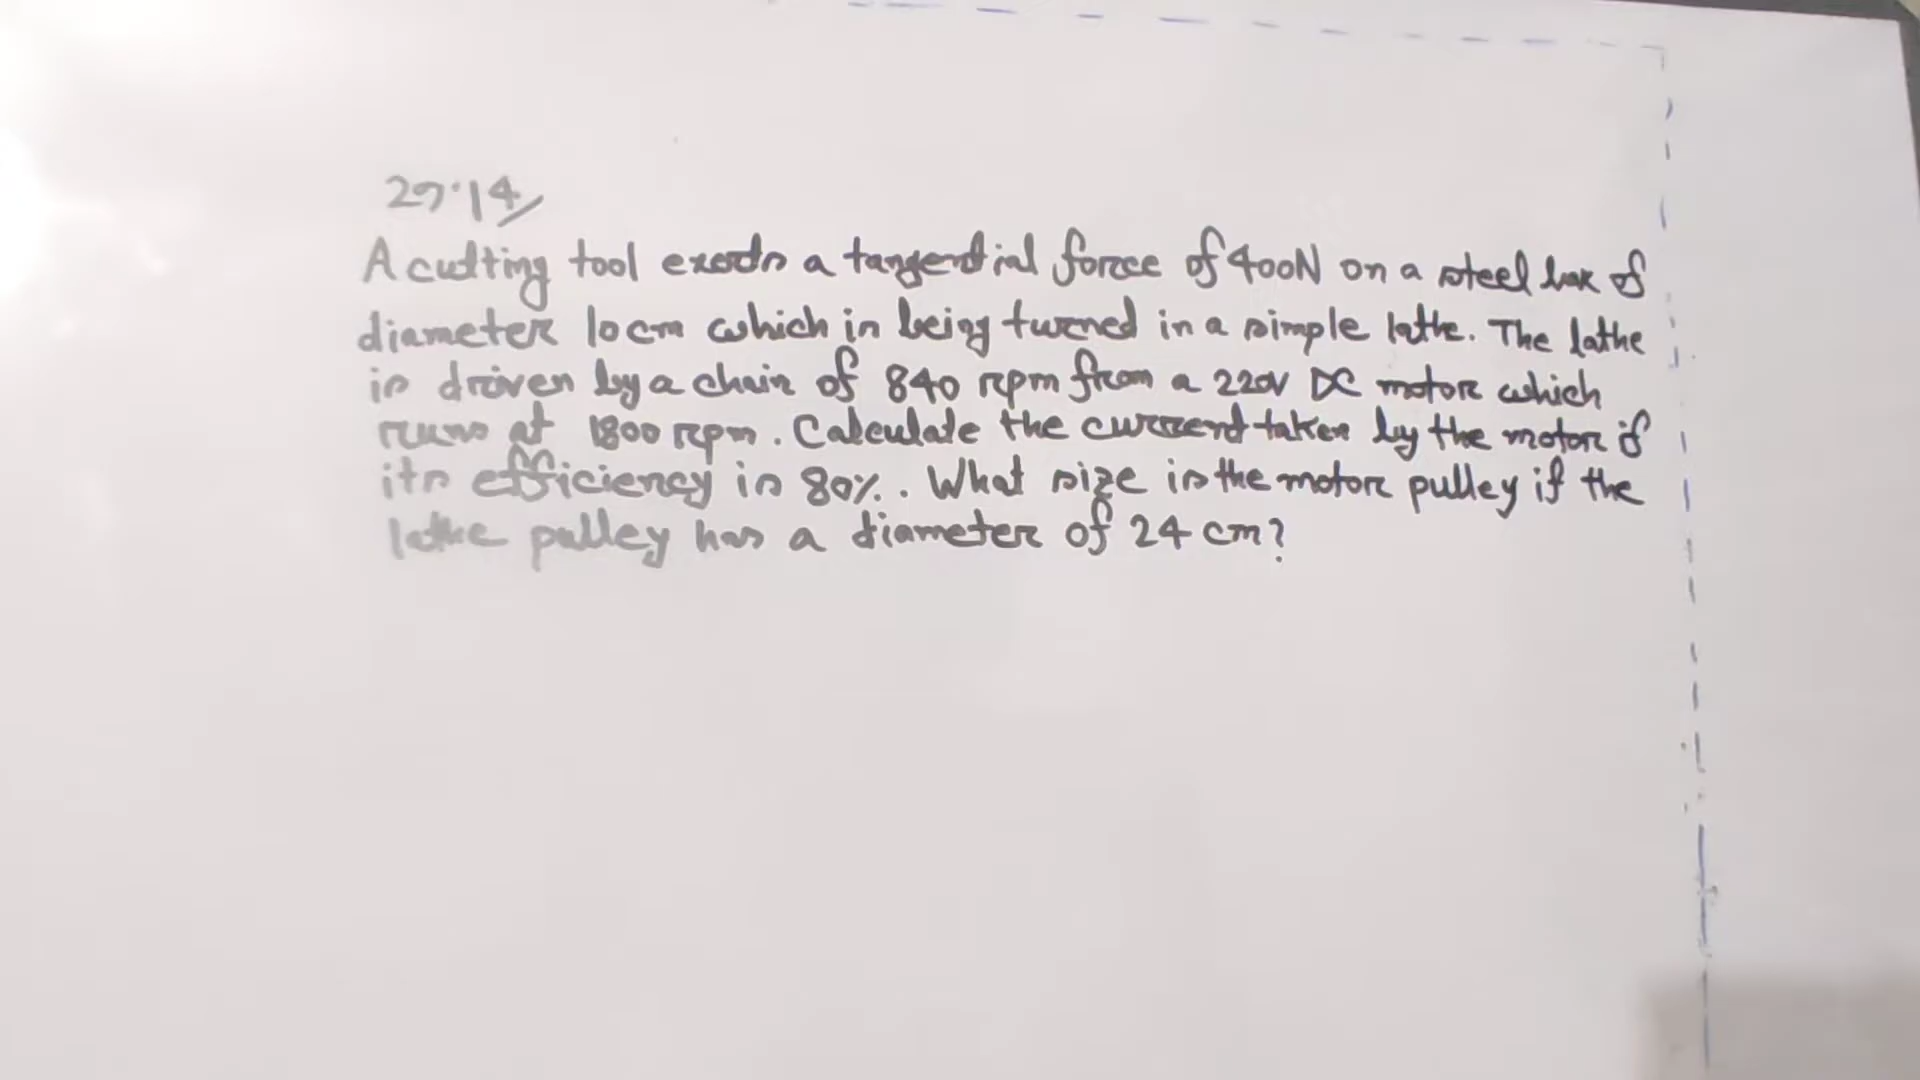 29.14/
A cutting tool exerts a tangential force of 400N on a steel bar of
diameter 10cm which is being turned in a simple lathe. The lathe
is driven by a chain of 840 rpm from a 220V DC motor which
runs at 1800 rpm. Calculate the current taken by the motor if
its efficiency is 80%. What size is the motor pulley if the
lathe pulley has a diameter of 24 cm?